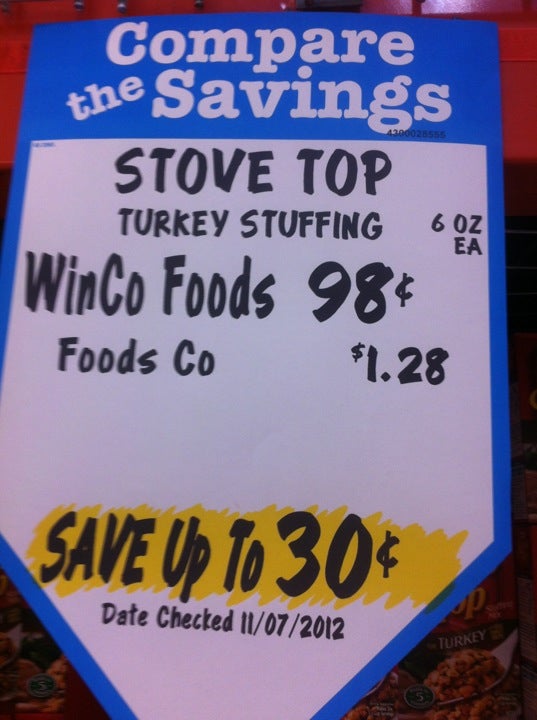 Compare
the Savings
4300028555
STOVE TOP
TURKEY STUFFING 6 OZ
EA
WinCo Foods 98¢
Foods Co $1.28
SAVE Up To 30¢
Date Checked 11/07/2012
op
TURKEY